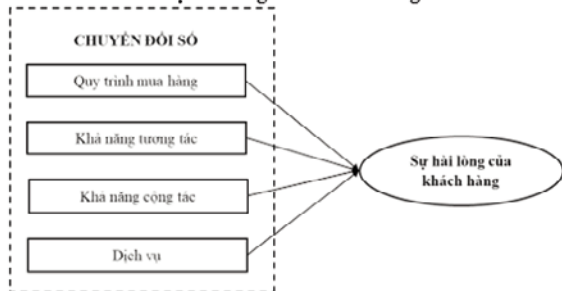 CHUYỂN ĐỔI SỐ
Quy trình mua hàng
Khả năng tương tác
Khả năng cộng tác
Dịch vụ
Sự hài lòng của
khách hàng